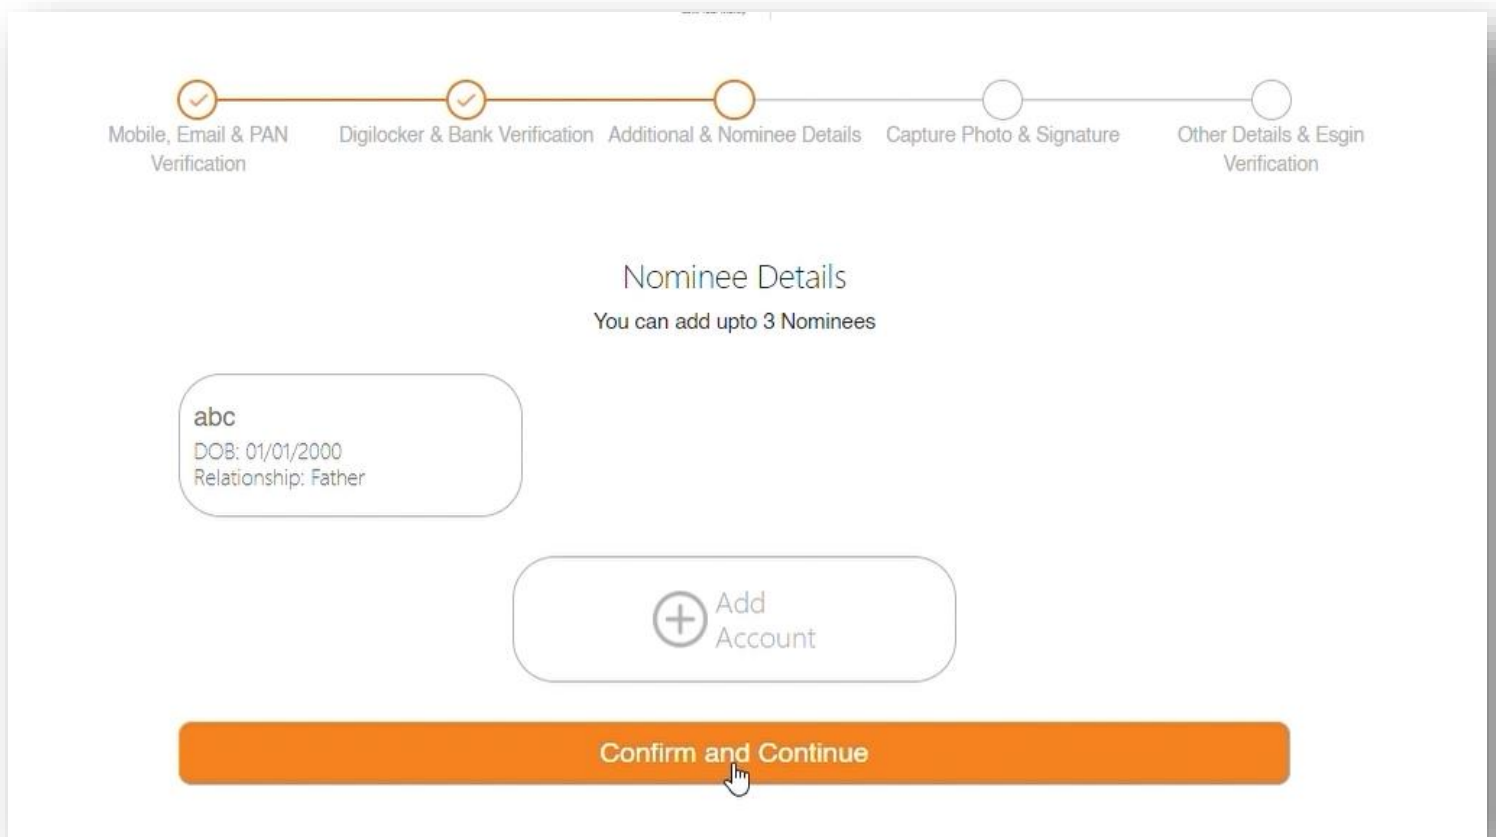 Mobile, Email & PAN
Verification
Digilocker & Bank Verification
Additional & Nominee Details
Capture Photo & Signature
Other Details & Esgin
Verification
Nominee Details
You can add upto 3 Nominees
abc
DOB: 01/01/2000
Relationship: Father
Add
Account
Confirm and Continue